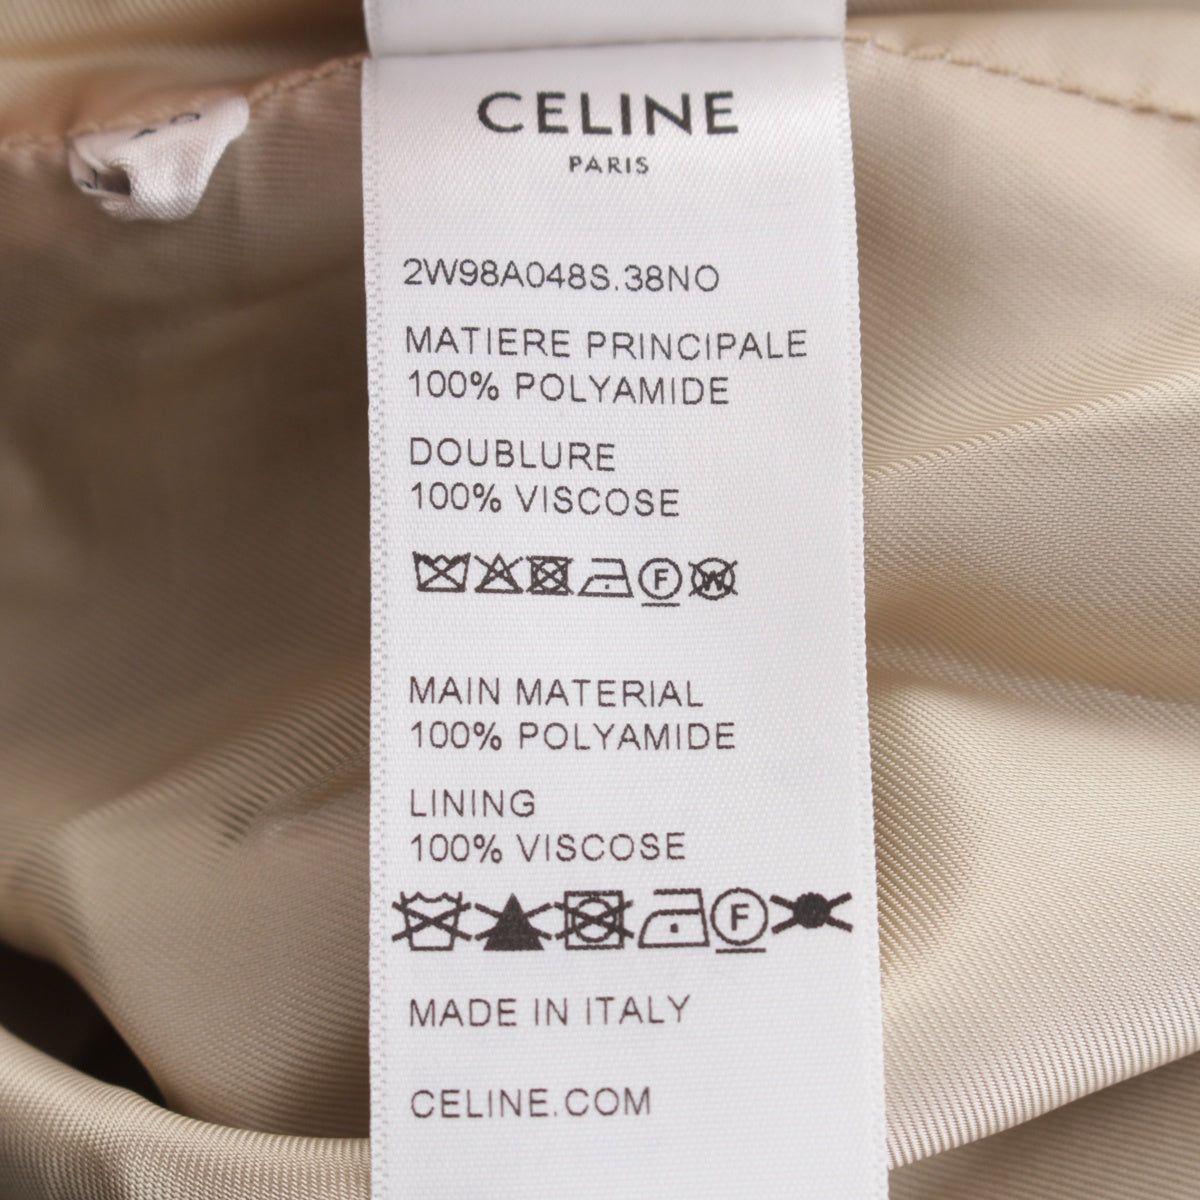 CELINE
PARIS
2W98A048S.38NO
MATIERE PRINCIPALE
100% POLYAMIDE
DOUBLURE
100% VISCOSE
F W
MAIN MATERIAL
100% POLYAMIDE
LINING
100% VISCOSE
F
MADE IN ITALY
CELINE.COM